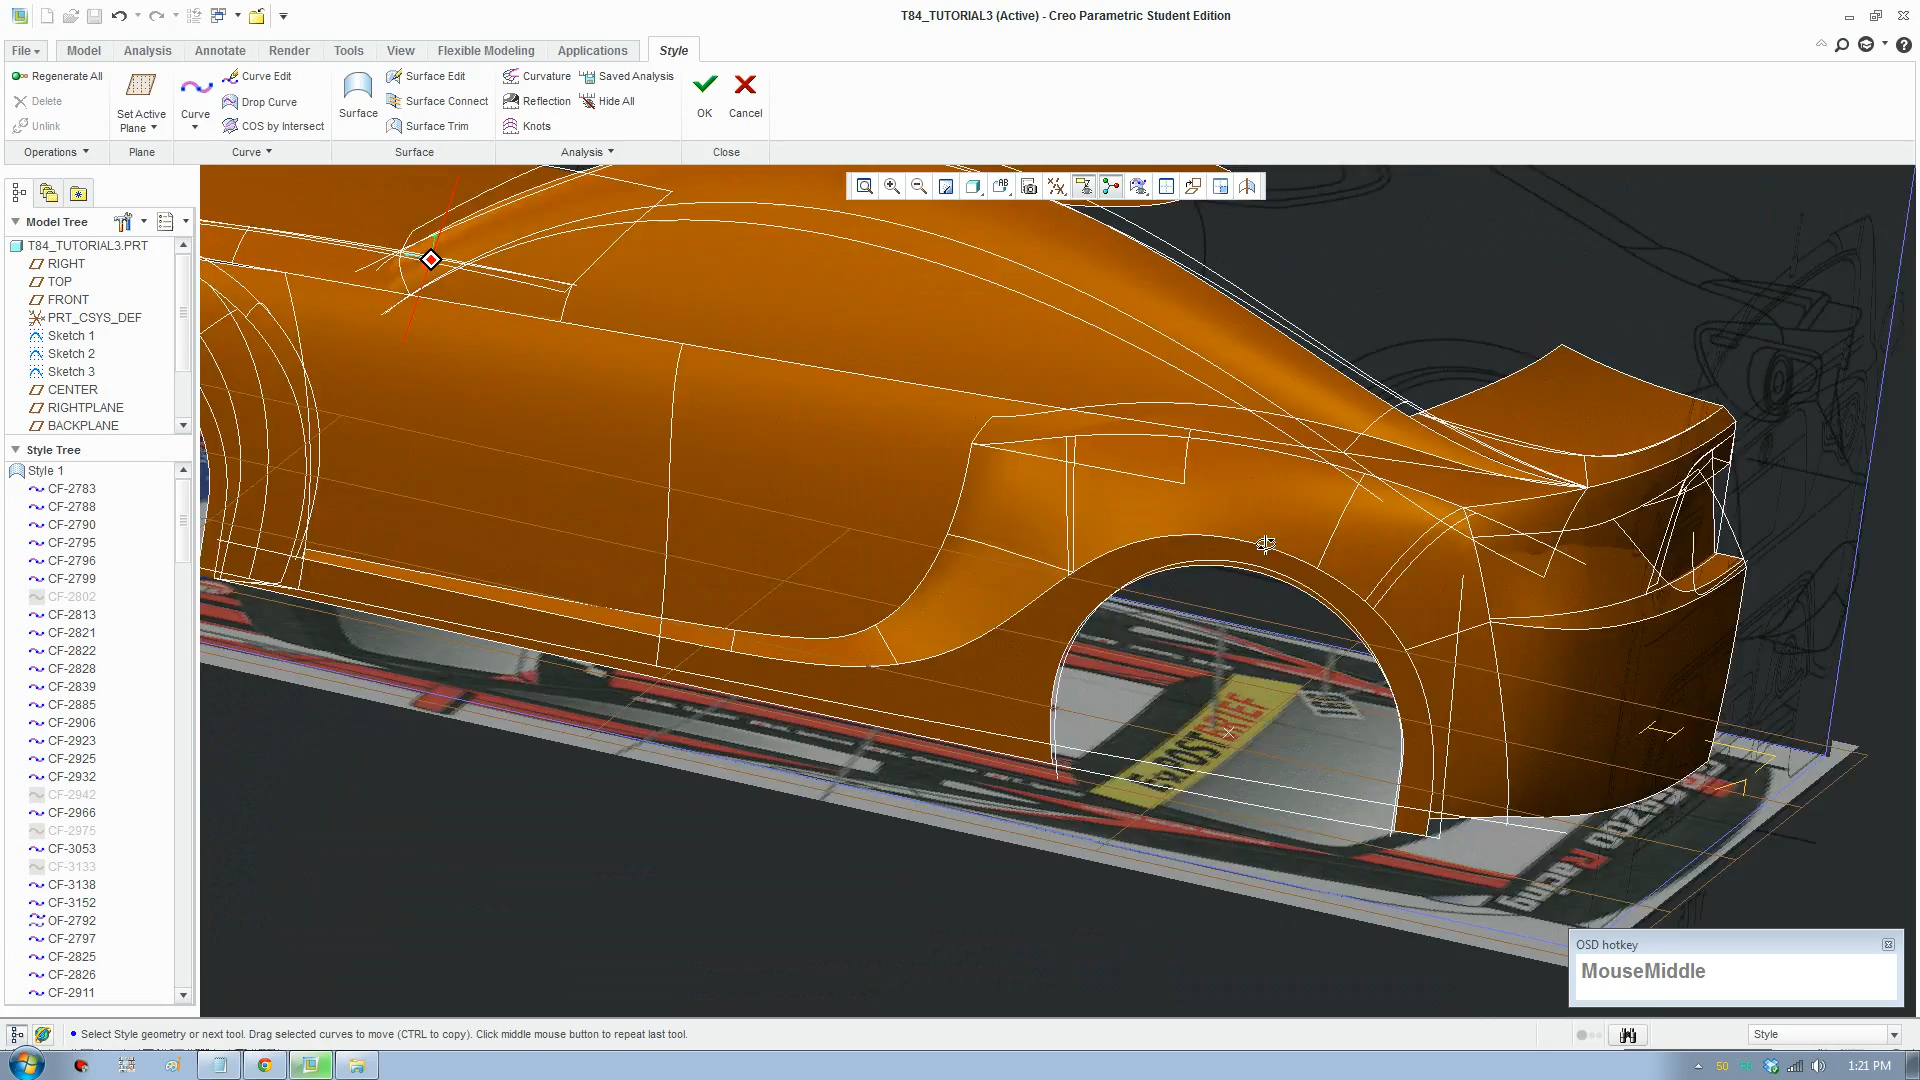 T84_TUTORIAL3 (Active) - Creo Parametric Student Edition
File Model Analysis Annotate Render Tools View Flexible Modeling Applications Style
Regenerate All
Delete
Unlink
Set Active
Plane
Curve
Curve Edit
Drop Curve
COS by Intersect
Surface
Surface Edit
Surface Connect
Surface Trim
Curvature
Reflection
Knots
Saved Analysis
Hide All
OK
Cancel
Operations Plane Curve Surface Analysis Close
Model Tree
T84_TUTORIAL3.PRT
RIGHT
TOP
FRONT
PRT_CSYS_DEF
Sketch 1
Sketch 2
Sketch 3
CENTER
RIGHTPLANE
BACKPLANE
Style Tree
Style 1
CF-2783
CF-2788
CF-2790
CF-2795
CF-2796
CF-2799
CF-2802
CF-2813
CF-2821
CF-2822
CF-2828
CF-2839
CF-2885
CF-2906
CF-2923
CF-2925
CF-2932
CF-2942
CF-2966
CF-2975
CF-3053
CF-3133
CF-3138
CF-3152
OF-2792
CF-2797
CF-2825
CF-2826
CF-2911
OSD hotkey
MouseMiddle
Select Style geometry or next tool. Drag selected curves to move (CTRL to copy). Click middle mouse button to repeat last tool.
Style
50
1:21 PM